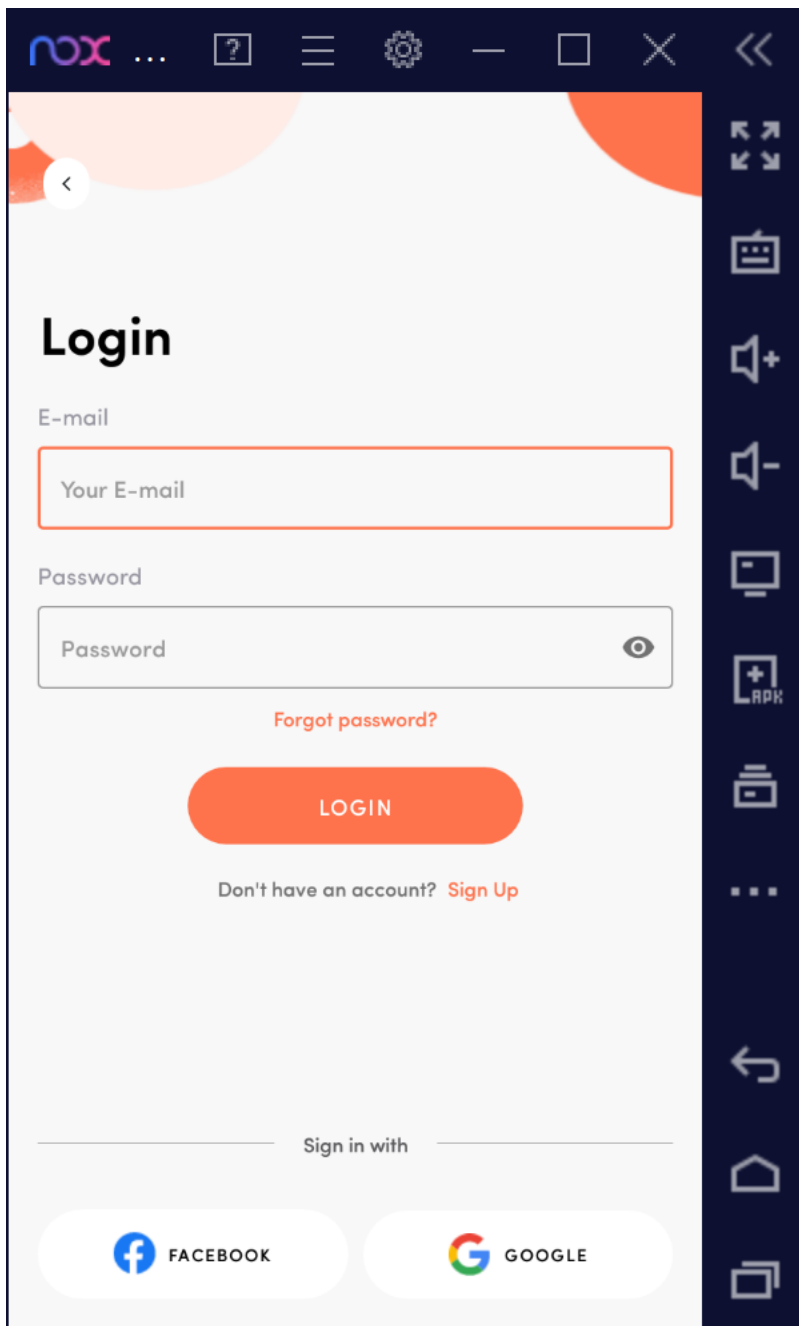 nox ...
Login
E-mail
Your E-mail
Password
Password
Forgot password?
LOGIN
Don't have an account? Sign Up
Sign in with
FACEBOOK
GOOGLE
APK